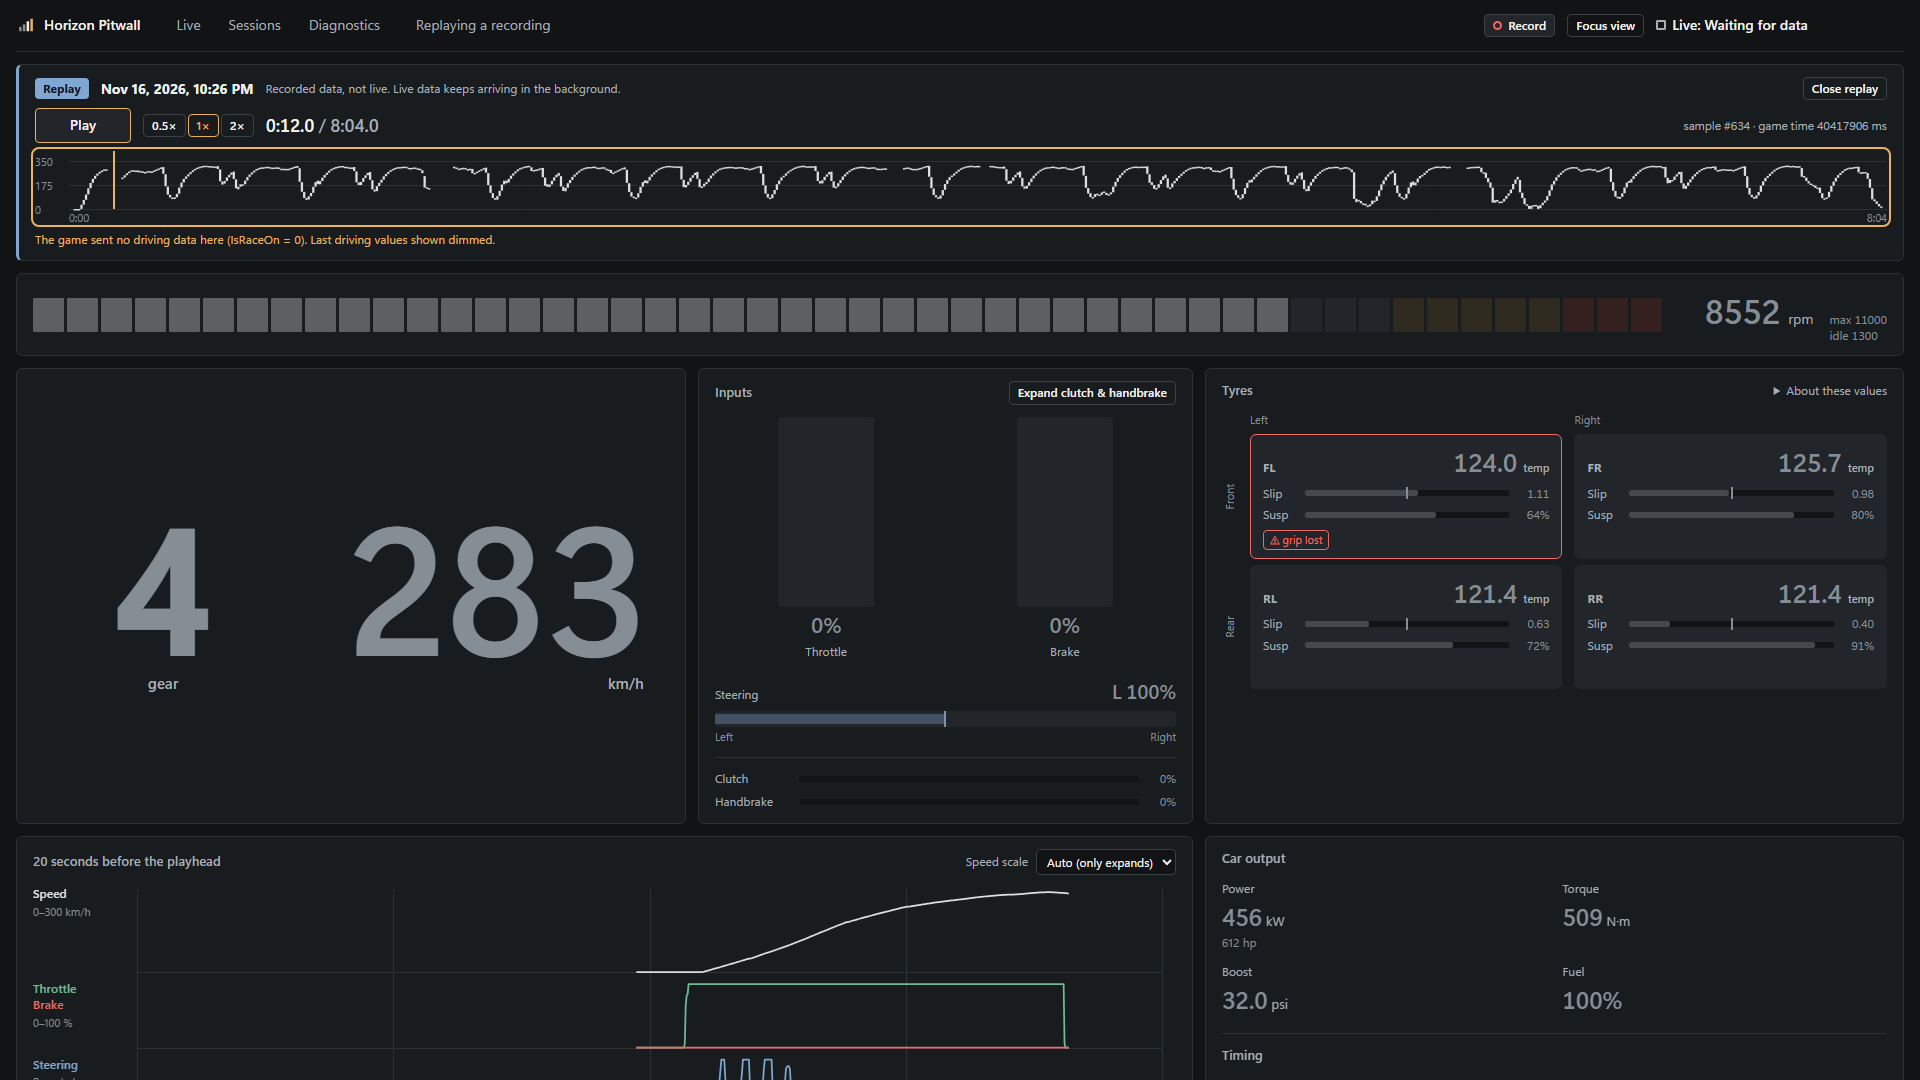 Horizon Pitwall
Live
Sessions
Diagnostics
Replaying a recording
Record
Focus view
Live: Waiting for data
Replay
Nov 16, 2026, 10:26 PM
Recorded data, not live. Live data keeps arriving in the background.
Close replay
Play
0.5×
1×
2×
0:12.0 / 8:04.0
sample #634 · game time 40417906 ms
350
175
0
0:00
8:04
The game sent no driving data here (IsRaceOn = 0). Last driving values shown dimmed.
8552 rpm
max 11000
idle 1300
4
gear
283
km/h
Inputs
Expand clutch & handbrake
0%
Throttle
0%
Brake
Steering
L 100%
Left
Right
Clutch
0%
Handbrake
0%
Tyres
▶ About these values
Left
Right
Front
FL
124.0 temp
Slip
1.11
Susp
64%
⚠ grip lost
FR
125.7 temp
Slip
0.98
Susp
80%
Rear
RL
121.4 temp
Slip
0.63
Susp
72%
RR
121.4 temp
Slip
0.40
Susp
91%
20 seconds before the playhead
Speed scale
Auto (only expands)
Speed
0–300 km/h
Throttle
Brake
0–100 %
Steering
Car output
Power
456 kW
612 hp
Torque
509 N·m
Boost
32.0 psi
Fuel
100%
Timing